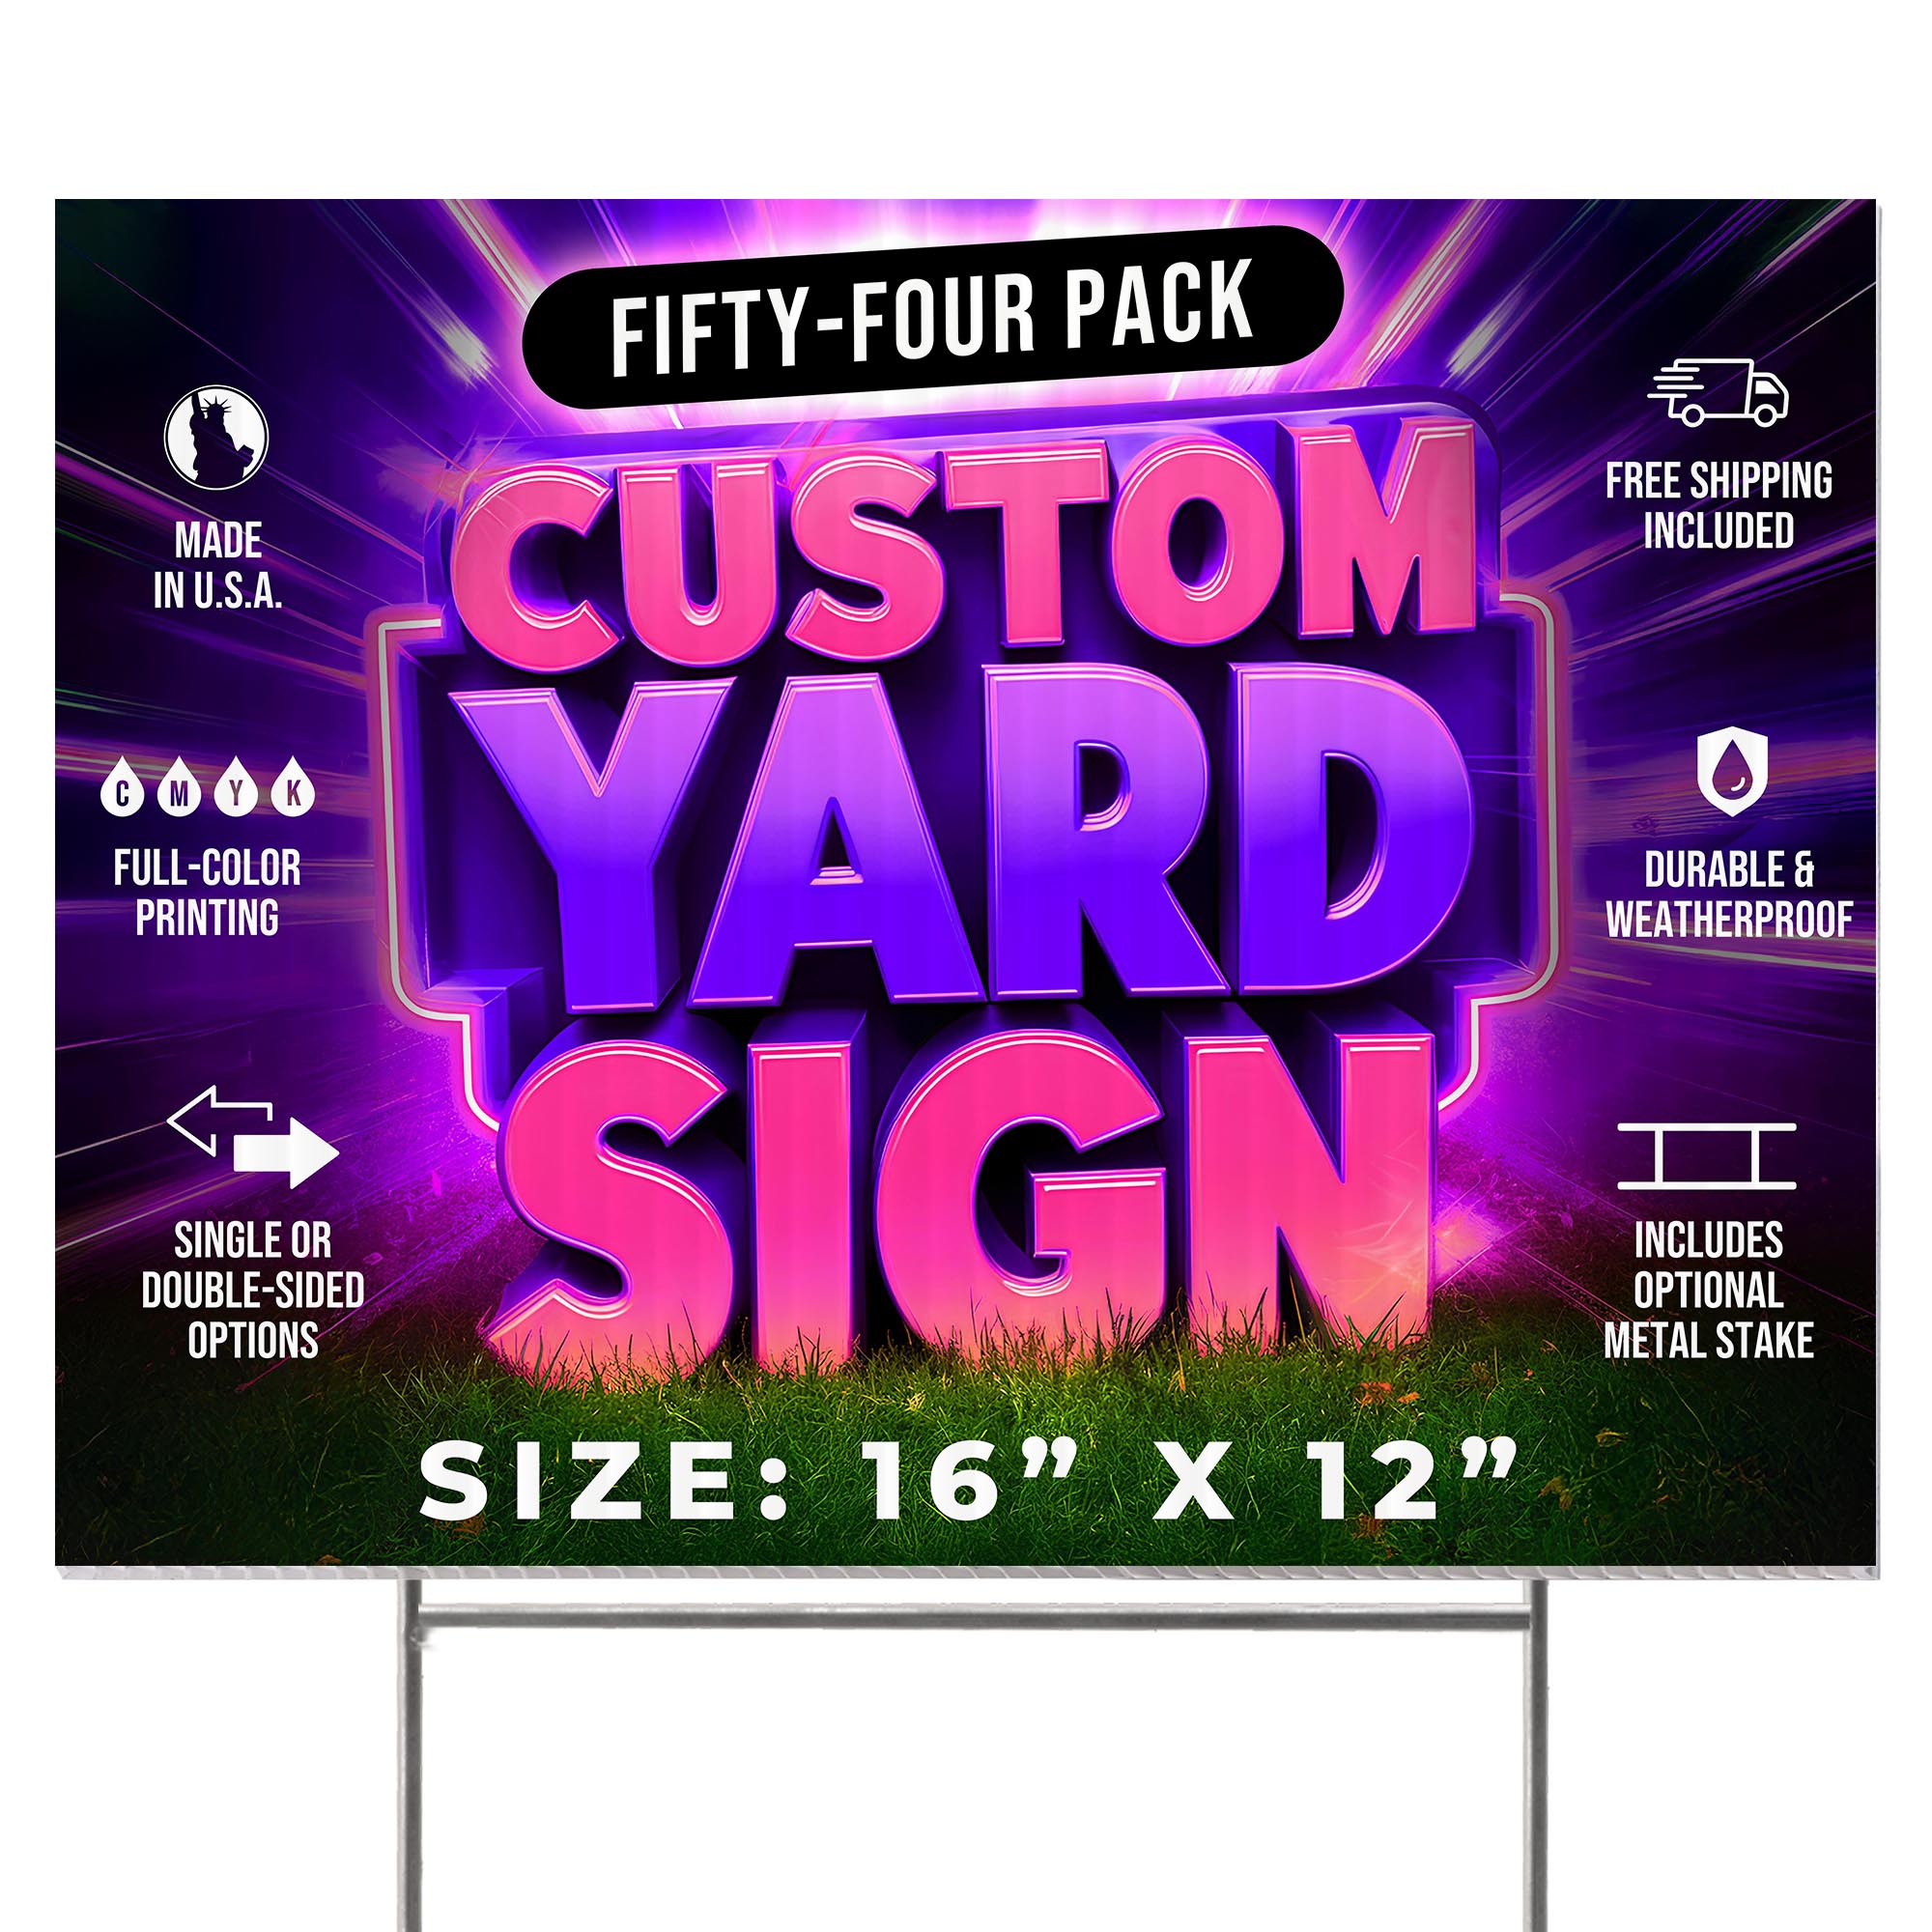 FIFTY-FOUR PACK
CUSTOM
YARD
SIGN
MADE
IN U.S.A.
C M Y K
FULL-COLOR
PRINTING
SINGLE OR
DOUBLE-SIDED
OPTIONS
FREE SHIPPING
INCLUDED
DURABLE &
WEATHERPROOF
INCLUDES
OPTIONAL
METAL STAKE
SIZE: 16” X 12”